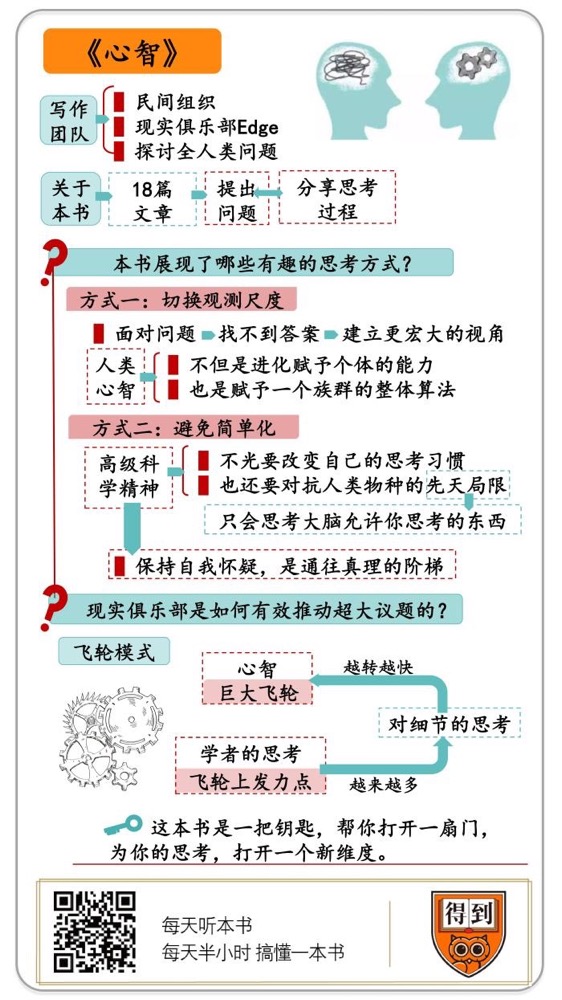 《心智》
写作
团队
民间组织
现实俱乐部Edge
探讨全人类问题
关于
本书
18篇
文章
提出
问题
分享思考
过程
?
本书展现了哪些有趣的思考方式?
方式一：切换观测尺度
面对问题 找不到答案 建立更宏大的视角
人类
心智
不但是进化赋予个体的能力
也是赋予一个族群的整体算法
方式二：避免简单化
高级科
学精神
不光要改变自己的思考习惯
也还要对抗人类物种的先天局限
只会思考大脑允许你思考的东西
保持自我怀疑，是通往真理的阶梯
?
现实俱乐部是如何有效推动超大议题的?
飞轮模式
心智
巨大飞轮
越转越快
对细节的思考
学者的思考
飞轮上发力点
越来越多
这本书是一把钥匙，帮你打开一扇门，
为你的思考，打开一个新维度。
每天听本书
每天半小时 搞懂一本书
得到